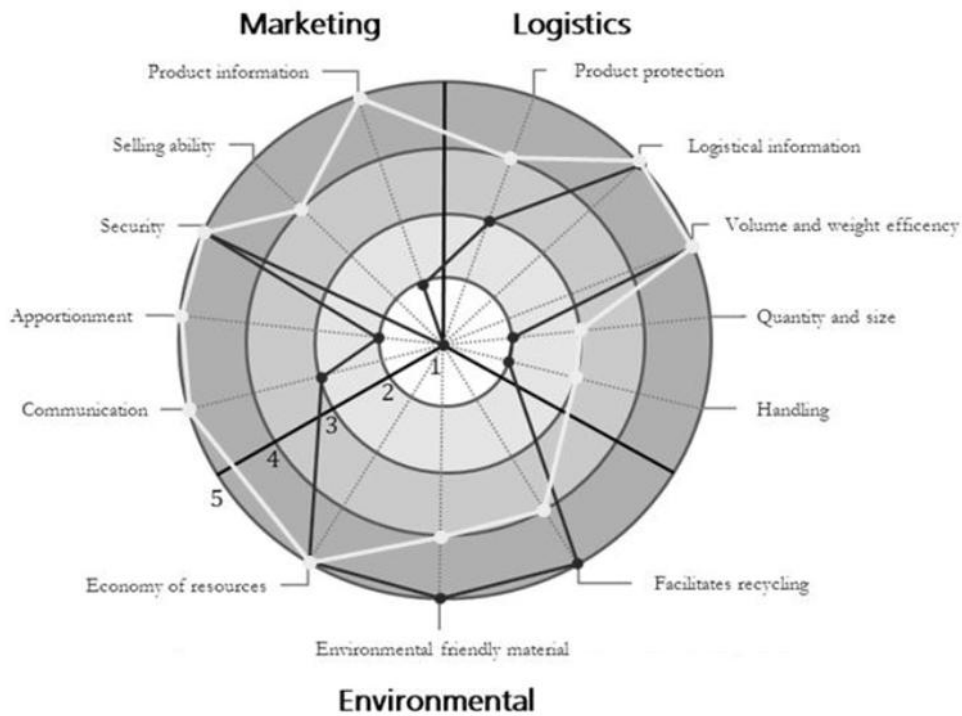 Marketing
Logistics
Product information
Product protection
Selling ability
Logistical information
Security
Volume and weight efficency
Apportionment
Quantity and size
Communication
Handling
1
2
3
4
5
Economy of resources
Facilitates recycling
Environmental friendly material
Environmental